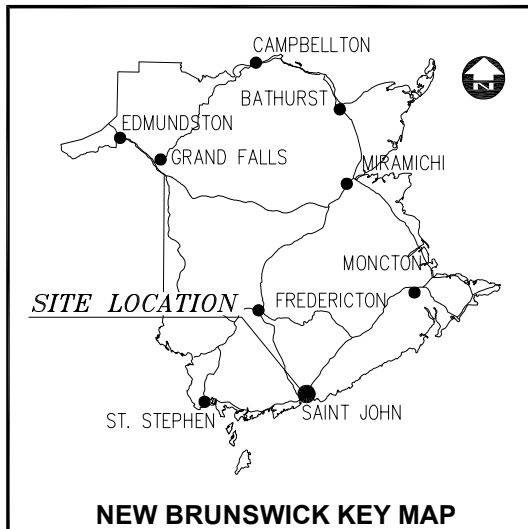 CAMPBELLTON
BATHURST
N
EDMUNDSTON
GRAND FALLS
MIRAMICHI
MONCTON
SITE LOCATION
FREDERICTON
ST. STEPHEN
SAINT JOHN
NEW BRUNSWICK KEY MAP